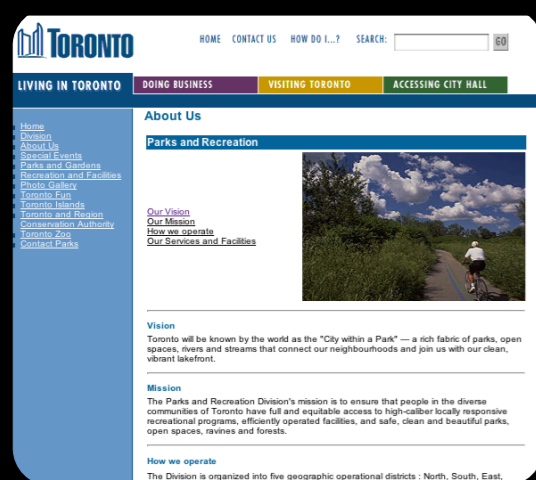 TORONTO
HOME CONTACT US HOW DO I...? SEARCH: GO
LIVING IN TORONTO DOING BUSINESS VISITING TORONTO ACCESSING CITY HALL
About Us
Home
Division
About Us
Special Events
Parks and Gardens
Recreation and Facilities
Photo Gallery
Toronto Fun
Toronto Islands
Toronto and Region
Conservation Authority
Toronto Zoo
Contact Parks
Parks and Recreation
Our Vision
Our Mission
How we operate
Our Services and Facilities
Vision
Toronto will be known by the world as the "City within a Park" — a rich fabric of parks, open
spaces, rivers and streams that connect our neighbourhoods and join us with our clean,
vibrant lakefront.
Mission
The Parks and Recreation Division's mission is to ensure that people in the diverse
communities of Toronto have full and equitable access to high-caliber locally responsive
recreational programs, efficiently operated facilities, and safe, clean and beautiful parks,
open spaces, ravines and forests.
How we operate
The Division is organized into five geographic operational districts : North, South, East,